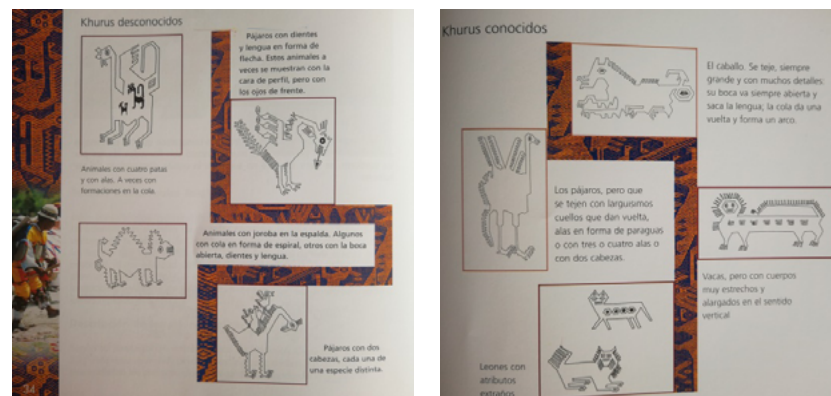 Khurus desconocidos
Pájaros con dientes
y lengua en forma de
flecha. Estos animales a
veces se muestran con la
cara de perfil, pero con
los ojos de frente.
Animales con cuatro patas
y con alas. A veces con
formaciones en la cola.
Animales con joroba en la espalda. Algunos
con cola en forma de espiral, otros con la boca
abierta, dientes y lengua.
Pájaros con dos
cabezas, cada una de
una especie distinta.
34
Khurus conocidos
El caballo. Se teje, siempre
grande y con muchos detalles:
su boca va siempre abierta y
saca la lengua; la cola da una
vuelta y forma un arco.
Los pájaros, pero que
se tejen con larguísimos
cuellos que dan vuelta,
alas en forma de paraguas
o con tres o cuatro alas o
con dos cabezas.
Vacas, pero con cuerpos
muy estrechos y
alargados en el sentido
vertical
Leones con
atributos
extraños